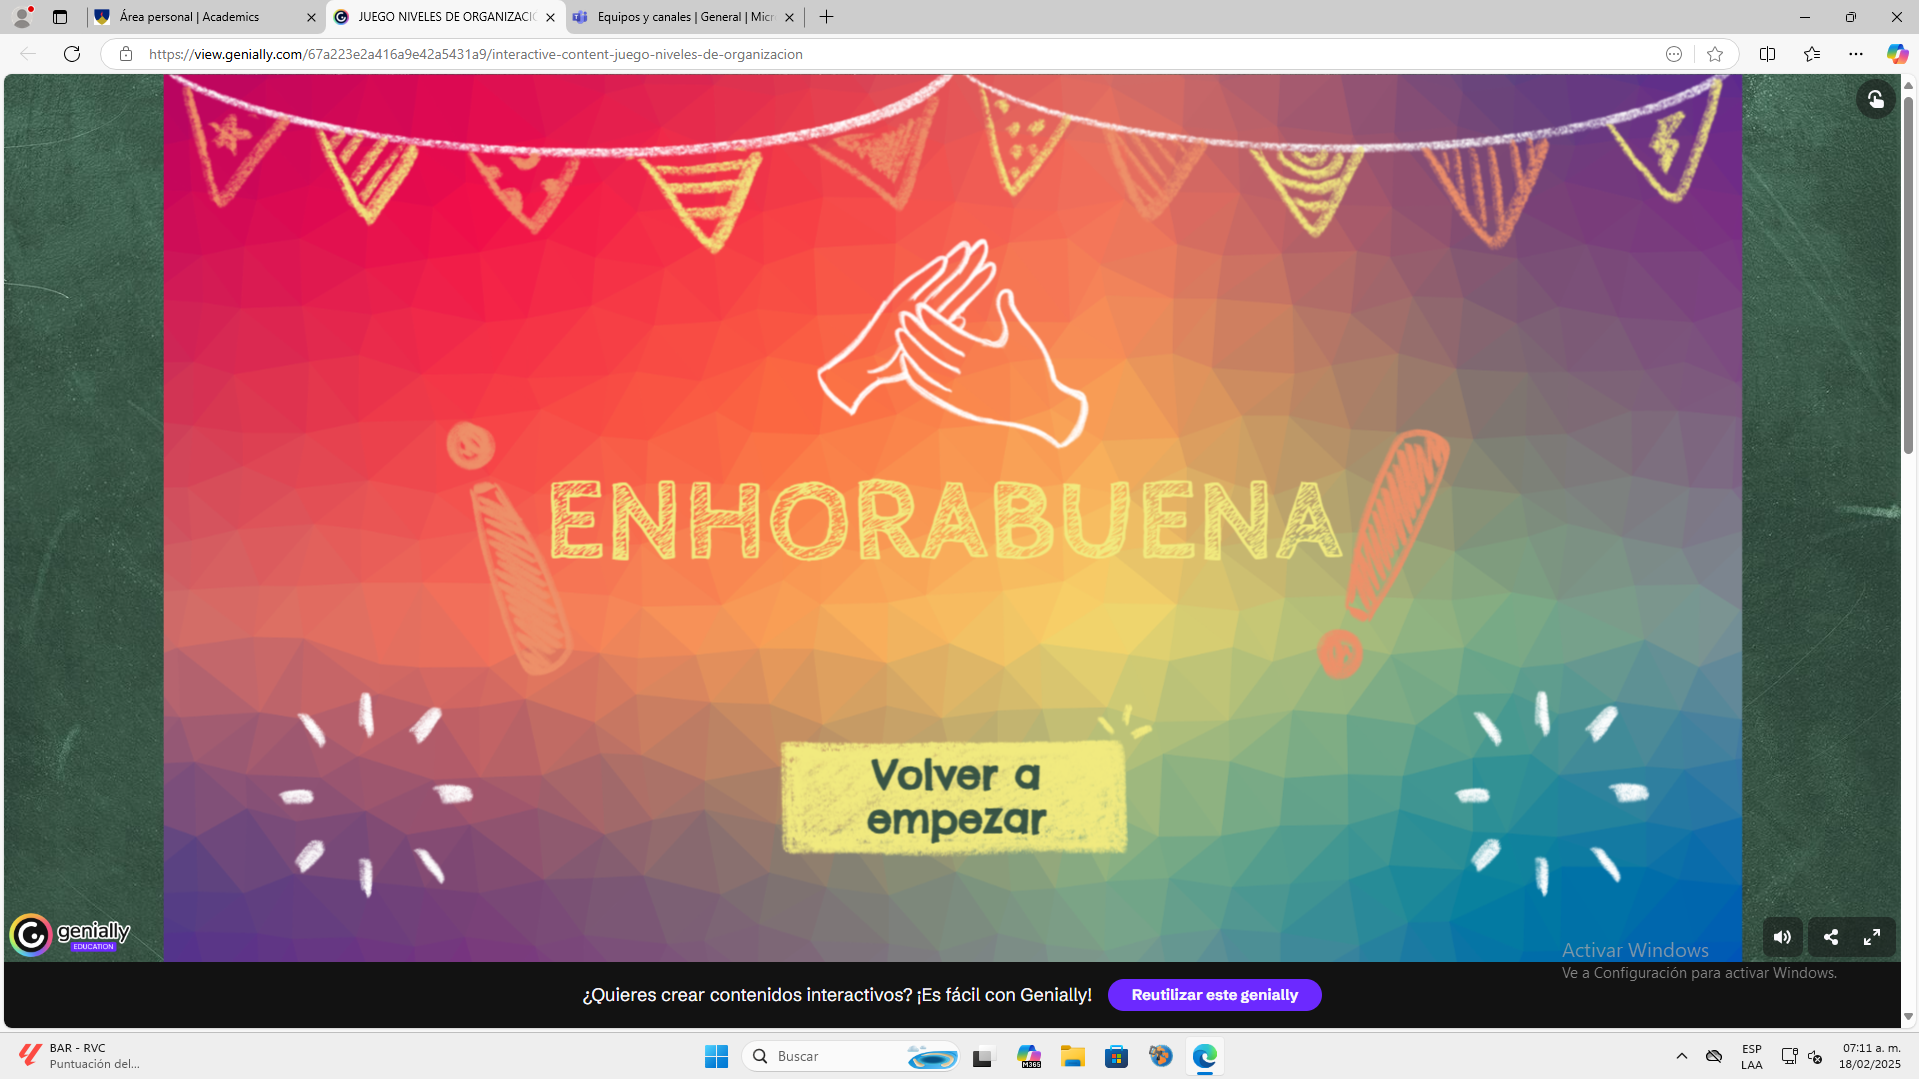 Área personal | Academics
JUEGO NIVELES DE ORGANIZACIÓ
Equipos y canales | General | Micr
https://view.genially.com/67a223e2a416a9e42a5431a9/interactive-content-juego-niveles-de-organizacion
¡ENHORABUENA!
Volver a
empezar
genially
EDUCATION
Activar Windows
Ve a Configuración para activar Windows.
¿Quieres crear contenidos interactivos? ¡Es fácil con Genially!
Reutilizar este genially
BAR - RVC
Puntuación del...
Buscar
M365
ESP
LAA
07:11 a. m.
18/02/2025